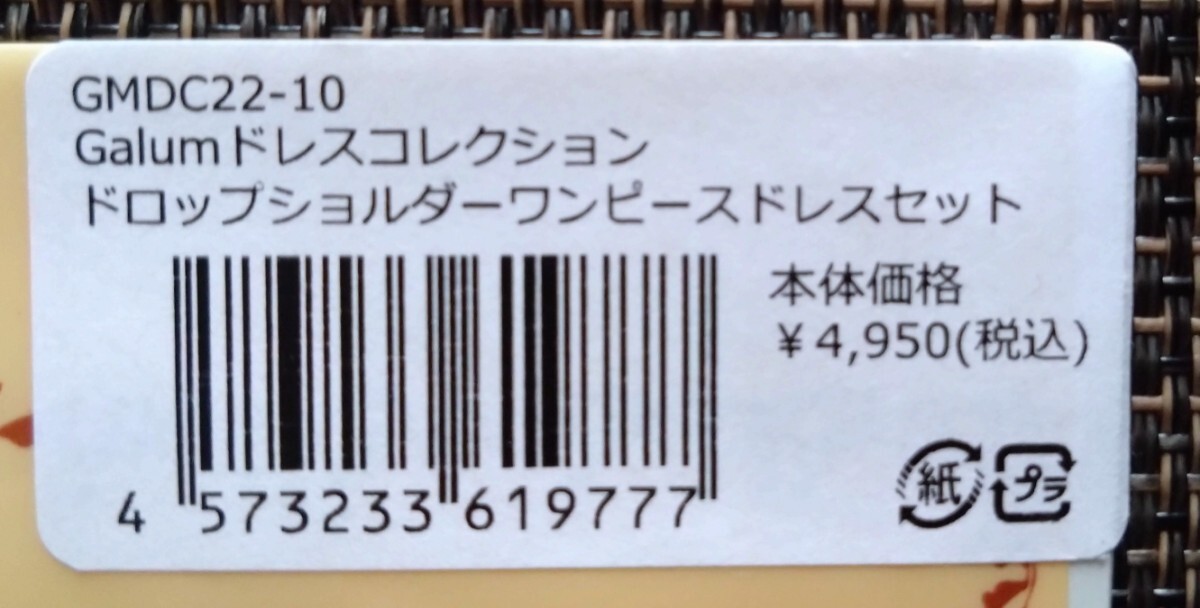 GMDC22-10
Galumドレスコレクション
ドロップショルダーワンピースドレスセット
本体価格
¥4,950(税込)
紙 プラ
4 573233 619777